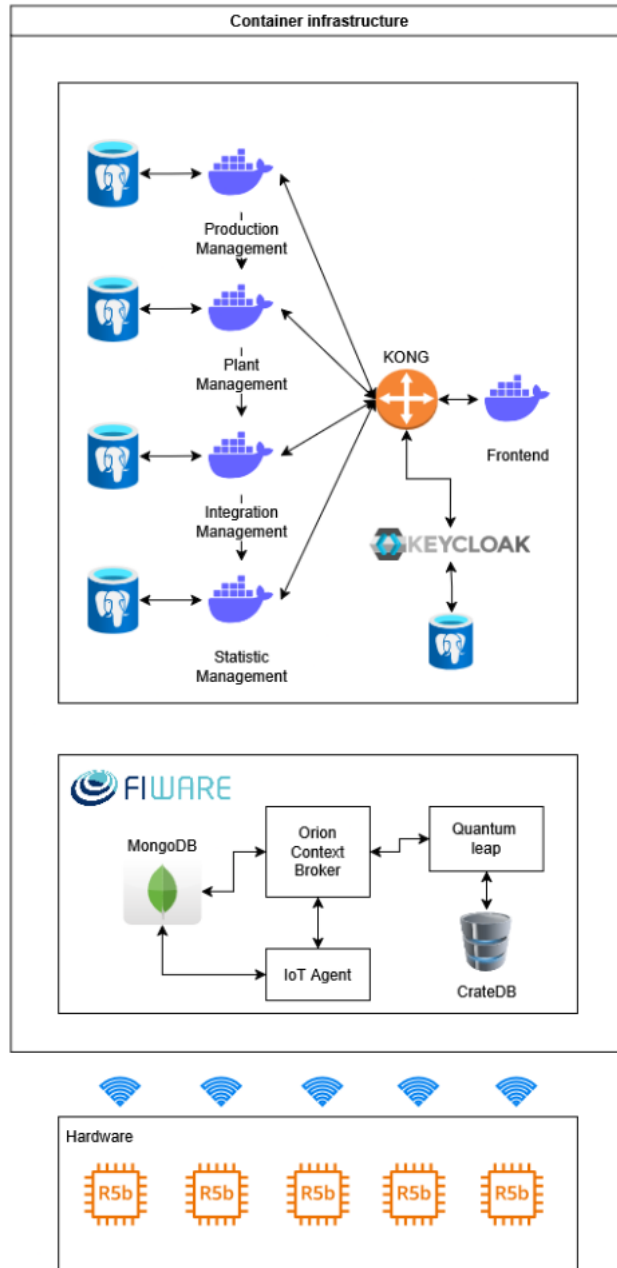 Container infrastructure
Production
Management
Plant
Management
KONG
Frontend
Integration
Management
KEYCLOAK
Statistic
Management
FIWARE
MongoDB
Orion
Context
Broker
Quantum
leap
IoT Agent
CrateDB
Hardware
R5b
R5b
R5b
R5b
R5b